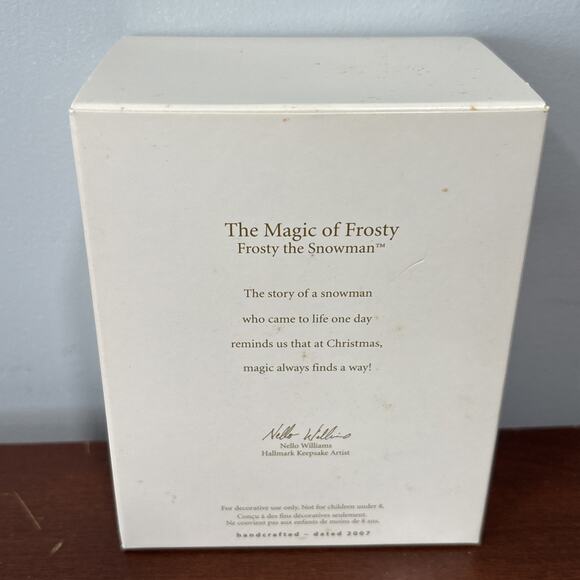 The Magic of Frosty
Frosty the Snowman™
The story of a snowman
who came to life one day
reminds us that at Christmas,
magic always finds a way!
Nello Williams
Nello Williams
Hallmark Keepsake Artist
For decorative use only. Not for children under 8.
Conçu à des fins décoratives seulement.
Ne convient pas aux enfants de moins de 8 ans.
handcrafted – dated 2007